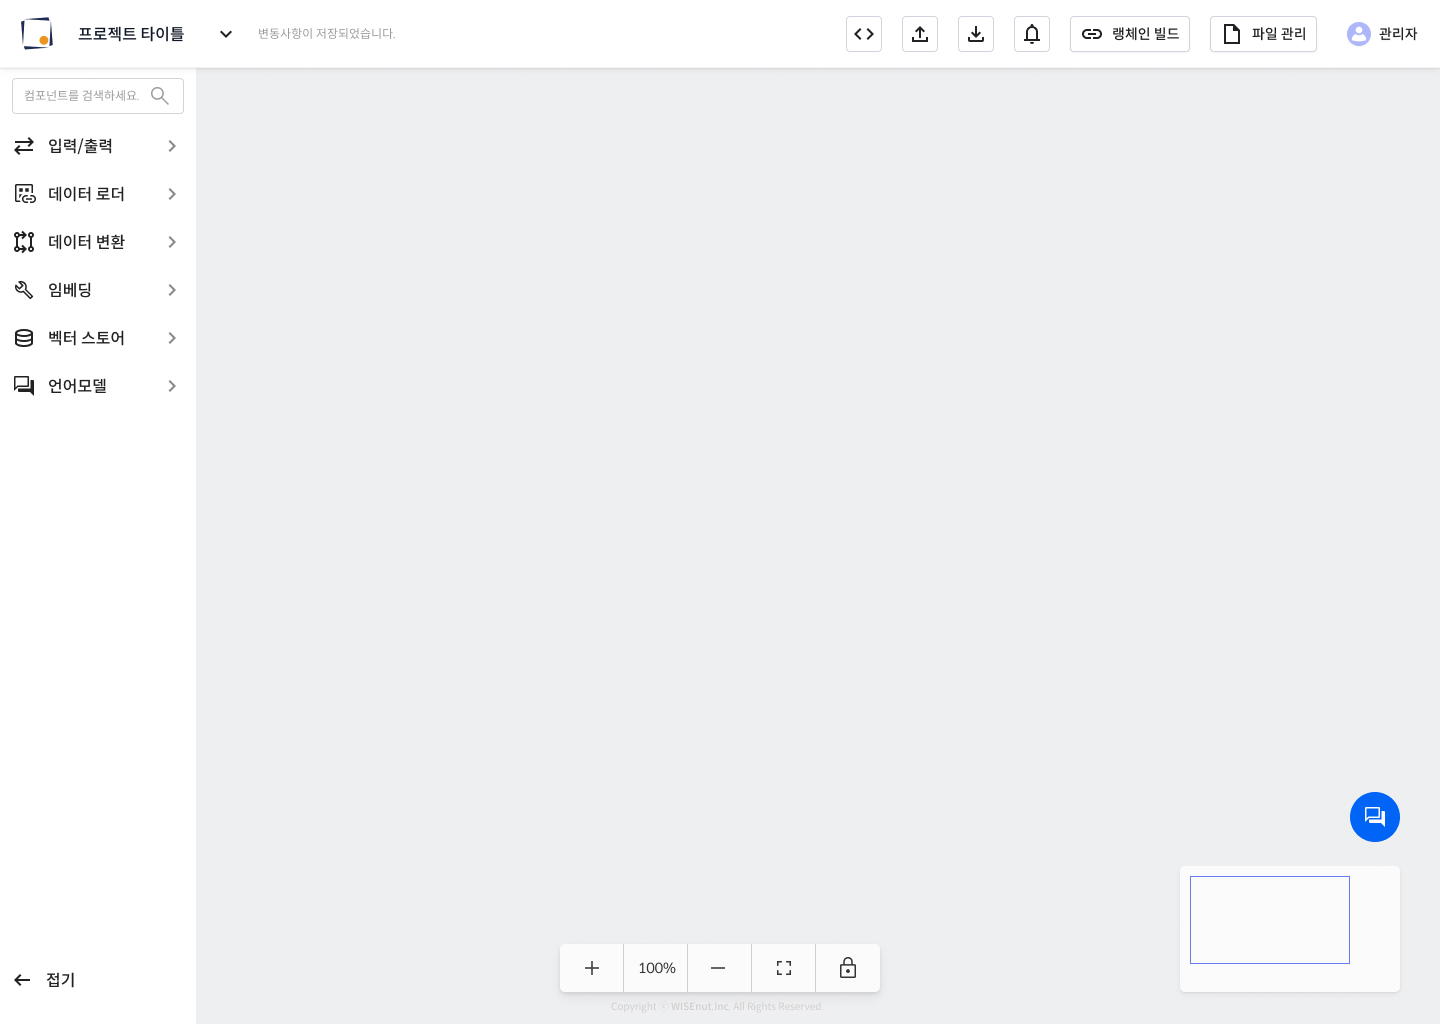 프로젝트 타이틀
변동사항이 저장되었습니다.
랭체인 빌드
파일 관리
관리자
컴포넌트를 검색하세요.
입력/출력
데이터 로더
데이터 변환
임베딩
벡터 스토어
언어모델
접기
100%
Copyright ⓒ WISEnut.Inc. All Rights Reserved.